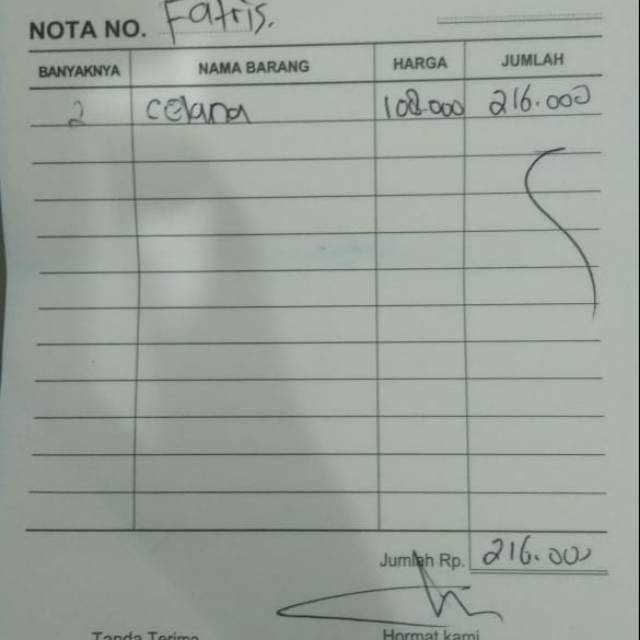 NOTA NO. Fatris.
BANYAKNYA NAMA BARANG HARGA JUMLAH
2 celana 108.000 216.000
Jumlah Rp. 216.000
Tanda Terima Hormat kami